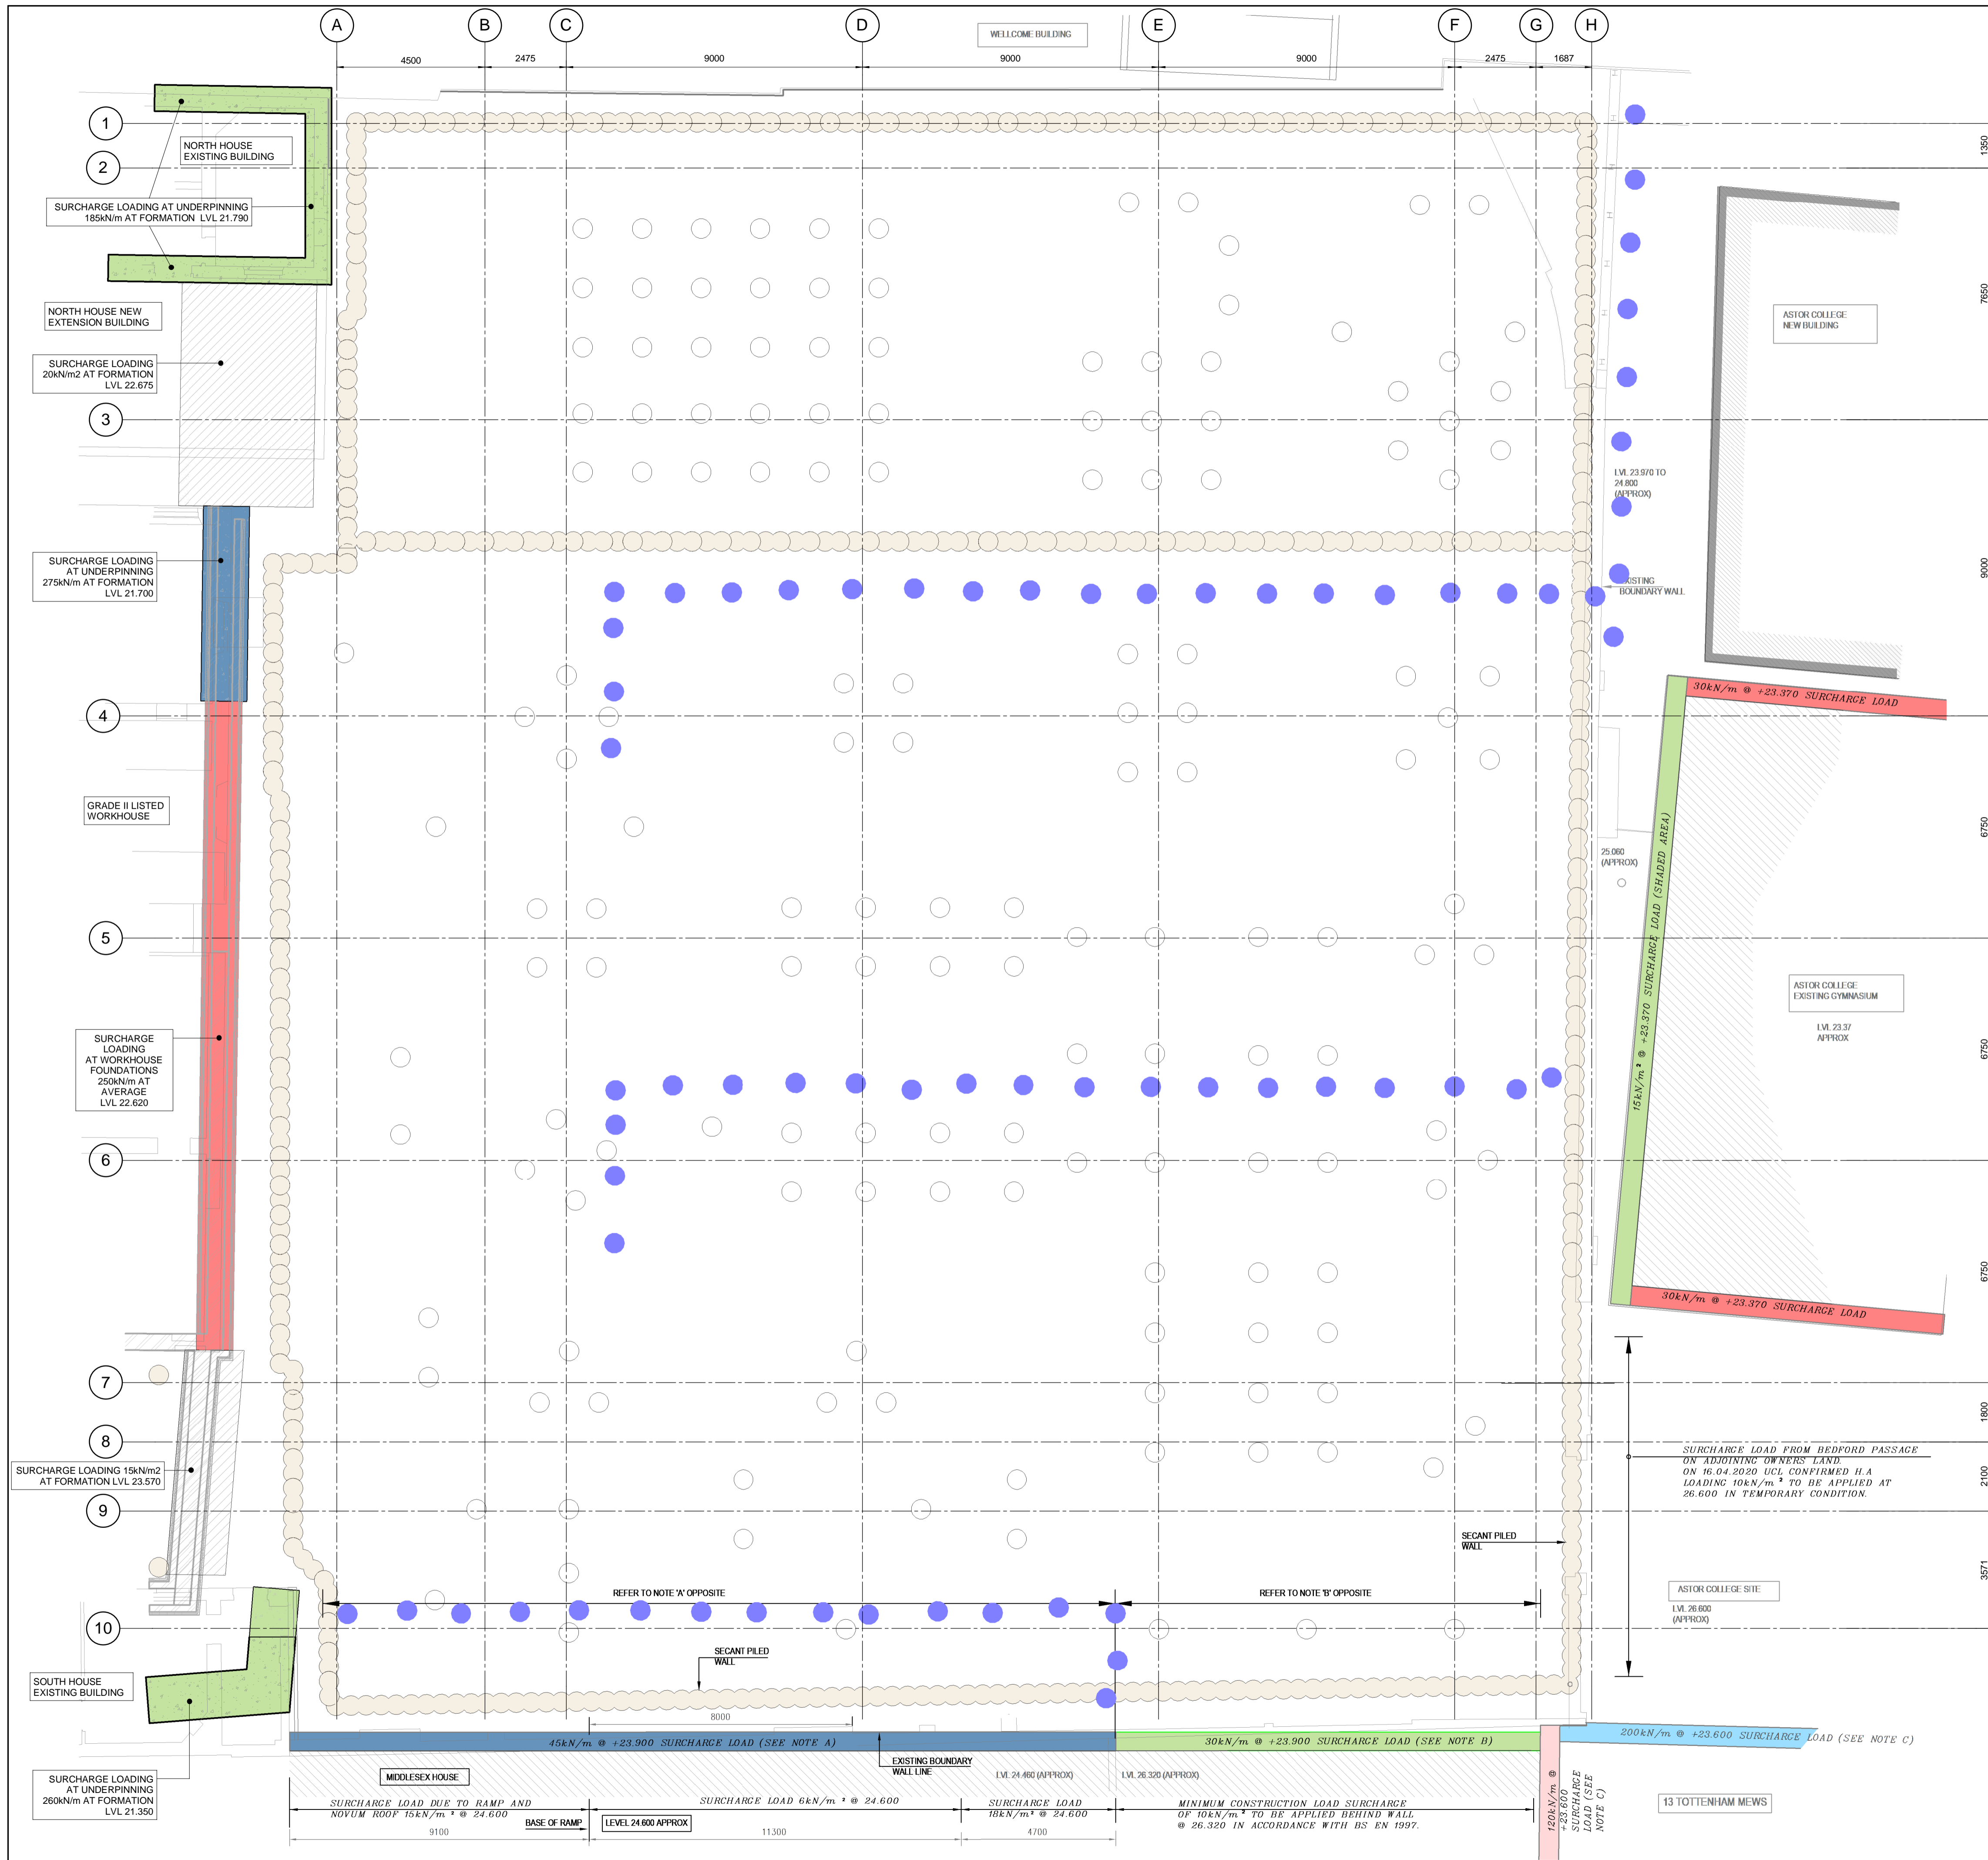 A
B
C
D
E
F
G
H
4500
2475
9000
9000
9000
2475
1687
WELLCOME BUILDING
1
2
3
4
5
6
7
8
9
10
1350
7650
9000
6750
6750
6750
1800
2100
3571
NORTH HOUSE
EXISTING BUILDING
SURCHARGE LOADING AT UNDERPINNING
185kN/m AT FORMATION LVL 21.790
NORTH HOUSE NEW
EXTENSION BUILDING
SURCHARGE LOADING
20kN/m2 AT FORMATION
LVL 22.675
SURCHARGE LOADING
AT UNDERPINNING
275kN/m AT FORMATION
LVL 21.700
GRADE II LISTED
WORKHOUSE
SURCHARGE
LOADING
AT WORKHOUSE
FOUNDATIONS
250kN/m AT
AVERAGE
LVL 22.620
SURCHARGE LOADING 15kN/m2
AT FORMATION LVL 23.570
SOUTH HOUSE
EXISTING BUILDING
SURCHARGE LOADING
AT UNDERPINNING
260kN/m AT FORMATION
LVL 21.350
ASTOR COLLEGE
NEW BUILDING
LVL 23.970 TO
24.800
(APPROX)
EXISTING
BOUNDARY WALL
30kN/m @ +23.370 SURCHARGE LOAD
25.060
(APPROX)
15kN/m² @ +23.370 SURCHARGE LOAD (SHADED AREA)
ASTOR COLLEGE
EXISTING GYMNASIUM
LVL 23.37
APPROX
30kN/m @ +23.370 SURCHARGE LOAD
SURCHARGE LOAD FROM BEDFORD PASSAGE
ON ADJOINING OWNERS LAND.
ON 16.04.2020 UCL CONFIRMED H.A
LOADING 10kN/m² TO BE APPLIED AT
26.600 IN TEMPORARY CONDITION.
SECANT PILED
WALL
ASTOR COLLEGE SITE
LVL 26.600
(APPROX)
REFER TO NOTE 'A' OPPOSITE
REFER TO NOTE 'B' OPPOSITE
SECANT PILED
WALL
8000
45kN/m @ +23.900 SURCHARGE LOAD (SEE NOTE A)
30kN/m @ +23.900 SURCHARGE LOAD (SEE NOTE B)
200kN/m @ +23.600 SURCHARGE LOAD (SEE NOTE C)
EXISTING BOUNDARY
WALL LINE
MIDDLESEX HOUSE
LVL 24.460 (APPROX)
LVL 26.320 (APPROX)
SURCHARGE LOAD DUE TO RAMP AND
NOVUM ROOF 15kN/m² @ 24.600
SURCHARGE LOAD 6kN/m² @ 24.600
SURCHARGE LOAD
18kN/m² @ 24.600
MINIMUM CONSTRUCTION LOAD SURCHARGE
OF 10kN/m² TO BE APPLIED BEHIND WALL
@ 26.320 IN ACCORDANCE WITH BS EN 1997.
BASE OF RAMP
LEVEL 24.600 APPROX
9100
11300
4700
120kN/m @
+23.600
SURCHARGE
LOAD (SEE
NOTE C)
13 TOTTENHAM MEWS